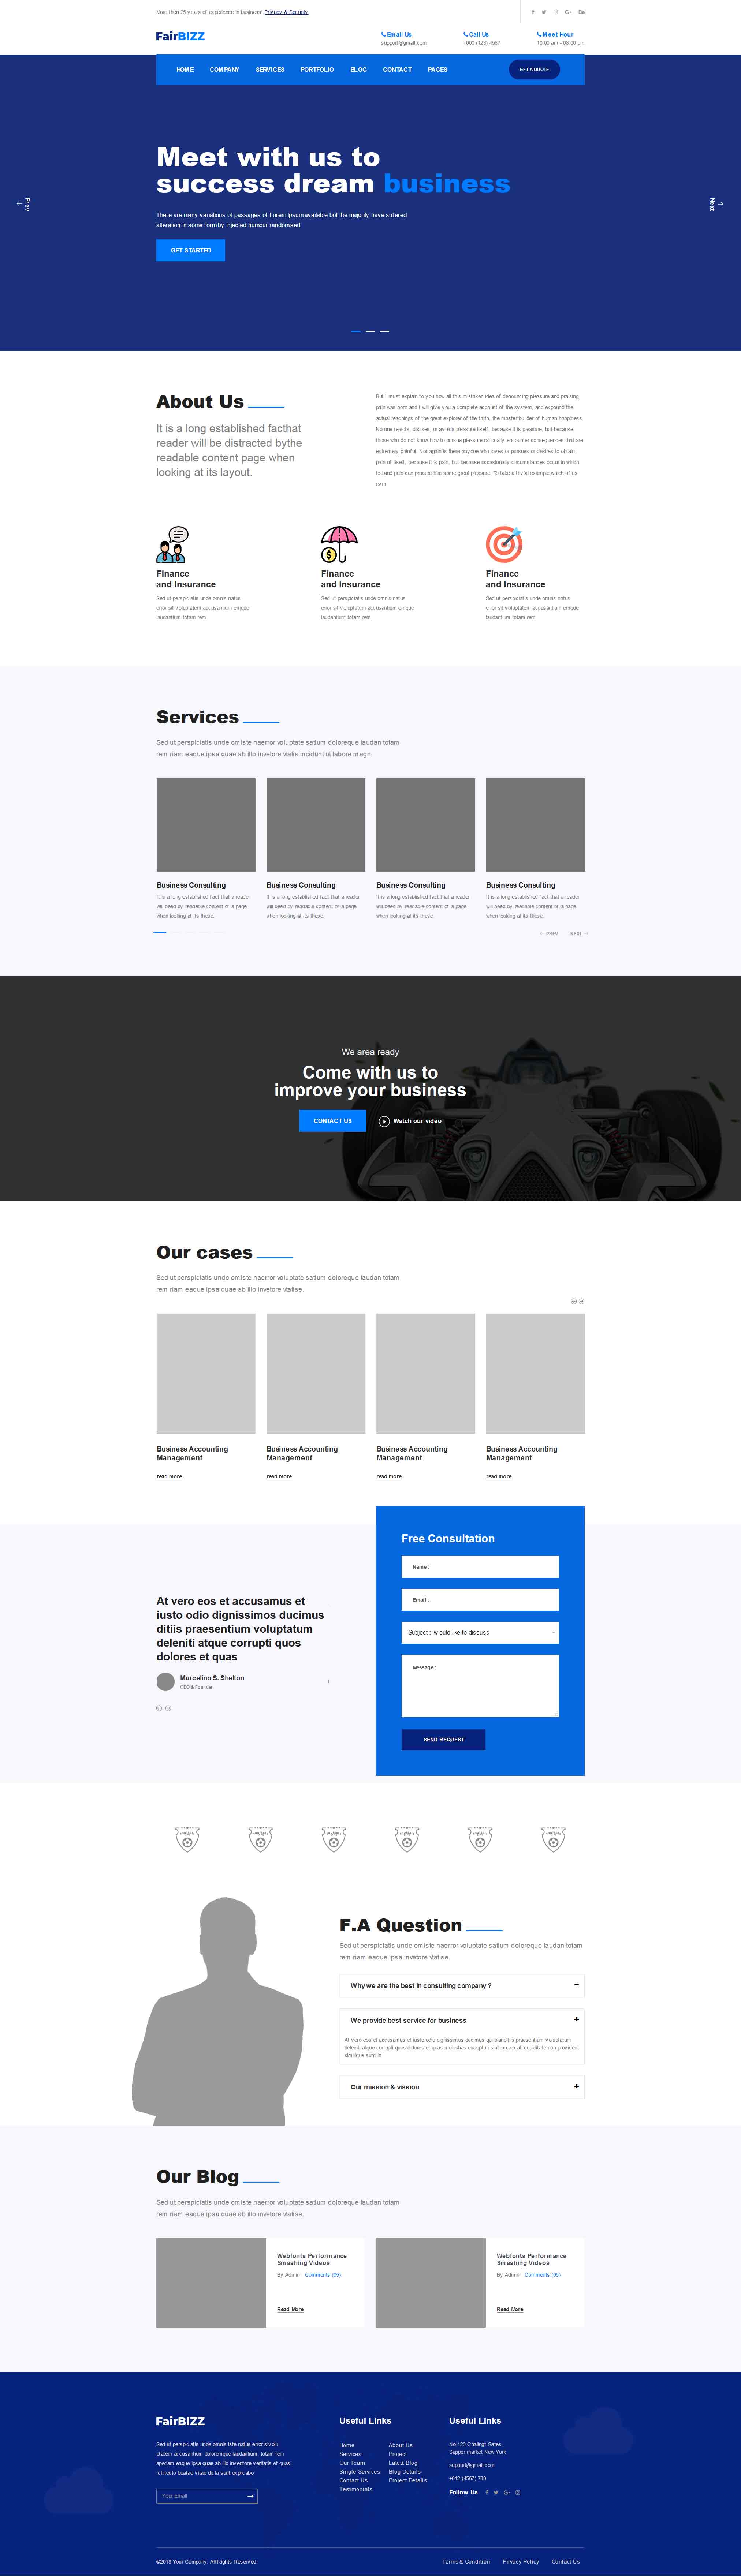 More then 25 years of experience in business! Privacy & Security
FairBIZZ
Email Us
support@gmail.com
Call Us
+000 (123) 4567
Meet Hour
10:00 am - 05:00 pm
HOME COMPANY SERVICES PORTFOLIO BLOG CONTACT PAGES
GET A QUOTE
Meet with us to
success dream business
Prev
Next
There are many variations of passages of Lorem Ipsum available but the majority have suffered
alteration in some form by injected humour randomised
GET STARTED
About Us
It is a long established facthat
reader will be distracted bythe
readable content page when
looking at its layout.
But I must explain to you how all this mistaken idea of denouncing pleasure and praising
pain was born and I will give you a complete account of the system, and expound the
actual teachings of the great explorer of the truth, the master-builder of human happiness.
No one rejects, dislikes, or avoids pleasure itself, because it is pleasure, but because
those who do not know how to pursue pleasure rationally encounter consequences that are
extremely painful. Nor again is there anyone who loves or pursues or desires to obtain
pain of itself, because it is pain, but because occasionally circumstances occur in which
toil and pain can procure him some great pleasure. To take a trivial example which of us
ever
Finance
and Insurance
Sed ut perspiciatis unde omnis natus
error sit voluptatem accusantium emque
laudantium totam rem
Finance
and Insurance
Sed ut perspiciatis unde omnis natus
error sit voluptatem accusantium emque
laudantium totam rem
Finance
and Insurance
Sed ut perspiciatis unde omnis natus
error sit voluptatem accusantium emque
laudantium totam rem
Services
Sed ut perspiciatis unde omiste naerror voluptate satium doloreque laudan totam
rem riam eaque ipsa quae ab illo invetore vtatis incidunt ut labore magn
Business Consulting
It is a long established fact that a reader
will beed by readable content of a page
when looking at its these.
Business Consulting
It is a long established fact that a reader
will beed by readable content of a page
when looking at its these.
Business Consulting
It is a long established fact that a reader
will beed by readable content of a page
when looking at its these.
Business Consulting
It is a long established fact that a reader
will beed by readable content of a page
when looking at its these.
PREV NEXT
We area ready
Come with us to
improve your business
CONTACT US
Watch our video
Our cases
Sed ut perspiciatis unde omiste naerror voluptate satium doloreque laudan totam
rem riam eaque ipsa quae ab illo invetore vtatise.
Business Accounting
Management
read more
Business Accounting
Management
read more
Business Accounting
Management
read more
Business Accounting
Management
read more
At vero eos et accusamus et
iusto odio dignissimos ducimus
ditiis praesentium voluptatum
deleniti atque corrupti quos
dolores et quas
Marcelino S. Shelton
CEO & Founder
Free Consultation
Name :
Email :
Subject : i would like to discuss
Message :
SEND REQUEST
F.A Question
Sed ut perspiciatis unde omiste naerror voluptate satium doloreque laudan totam
rem riam eaque ipsa invetore vtatise.
Why we are the best in consulting company ?
We provide best service for business
At vero eos et accusamus et iusto odio dignissimos ducimus qui blanditiis praesentium voluptatum
deleniti atque corrupti quos dolores et quas molestias excepturi sint occaecati cupiditate non provident
similique sunt in
Our mission & vission
Our Blog
Sed ut perspiciatis unde omiste naerror voluptate satium doloreque laudan totam
rem riam eaque ipsa quae ab illo invetore vtatise.
Webfonts Performance
Smashing Videos
By Admin Comments (05)
Read More
Webfonts Performance
Smashing Videos
By Admin Comments (05)
Read More
FairBIZZ
Sed ut perspiciatis unde omnis iste natus error sivolu
ptatem accusantium doloremque laudantium, totam rem
aperiam eaque ipsa quae ab illo inventore veritatis et quasi
architecto beatae vitae dicta sunt explicabo.
Your Email
Useful Links
Home
Services
Our Team
Single Services
Contact Us
Testimonials
About Us
Project
Latest Blog
Blog Details
Project Details
Useful Links
No.123 Chalingt Gates,
Supper market New York
support@gmail.com
+012 (4567) 789
Follow Us
©2018 Your Company. All Rights Reserved.
Terms & Condition Privacy Policy Contact Us